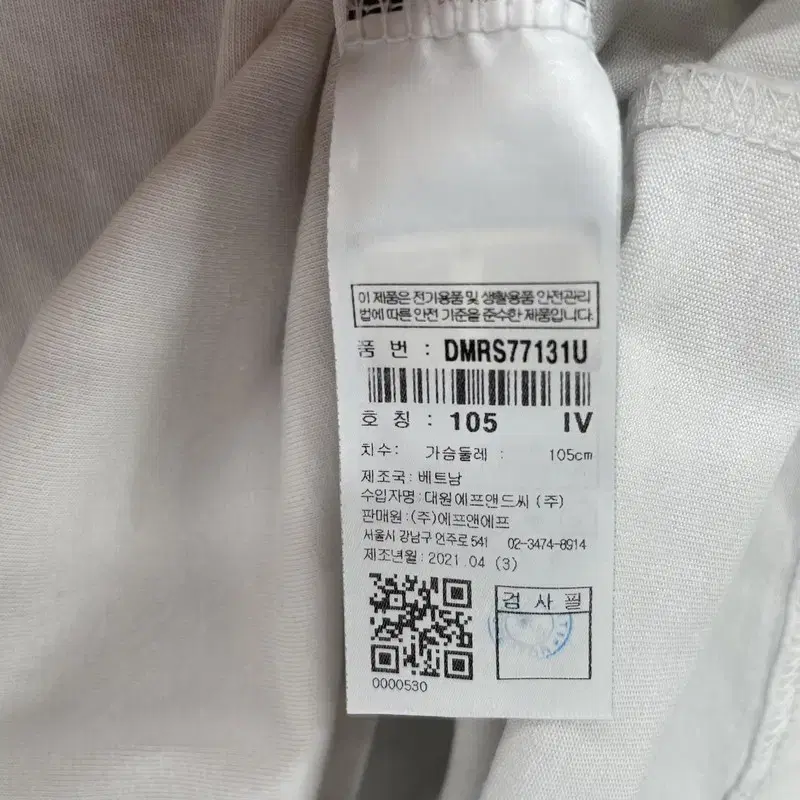 이 제품은 전기용품 및 생활용품 안전관리
법에 따른 안전 기준을 준수한 제품입니다.
품 번 : DMRS77131U
호 칭 : 105 IV
치수: 가슴둘레 : 105cm
제조국: 베트남
수입자명: 대원에프앤드씨 (주)
판매원: (주)에프앤에프
서울시 강남구 언주로 541 02-3474-8914
제조년월: 2021.04 (3)
검 사 필
0000530